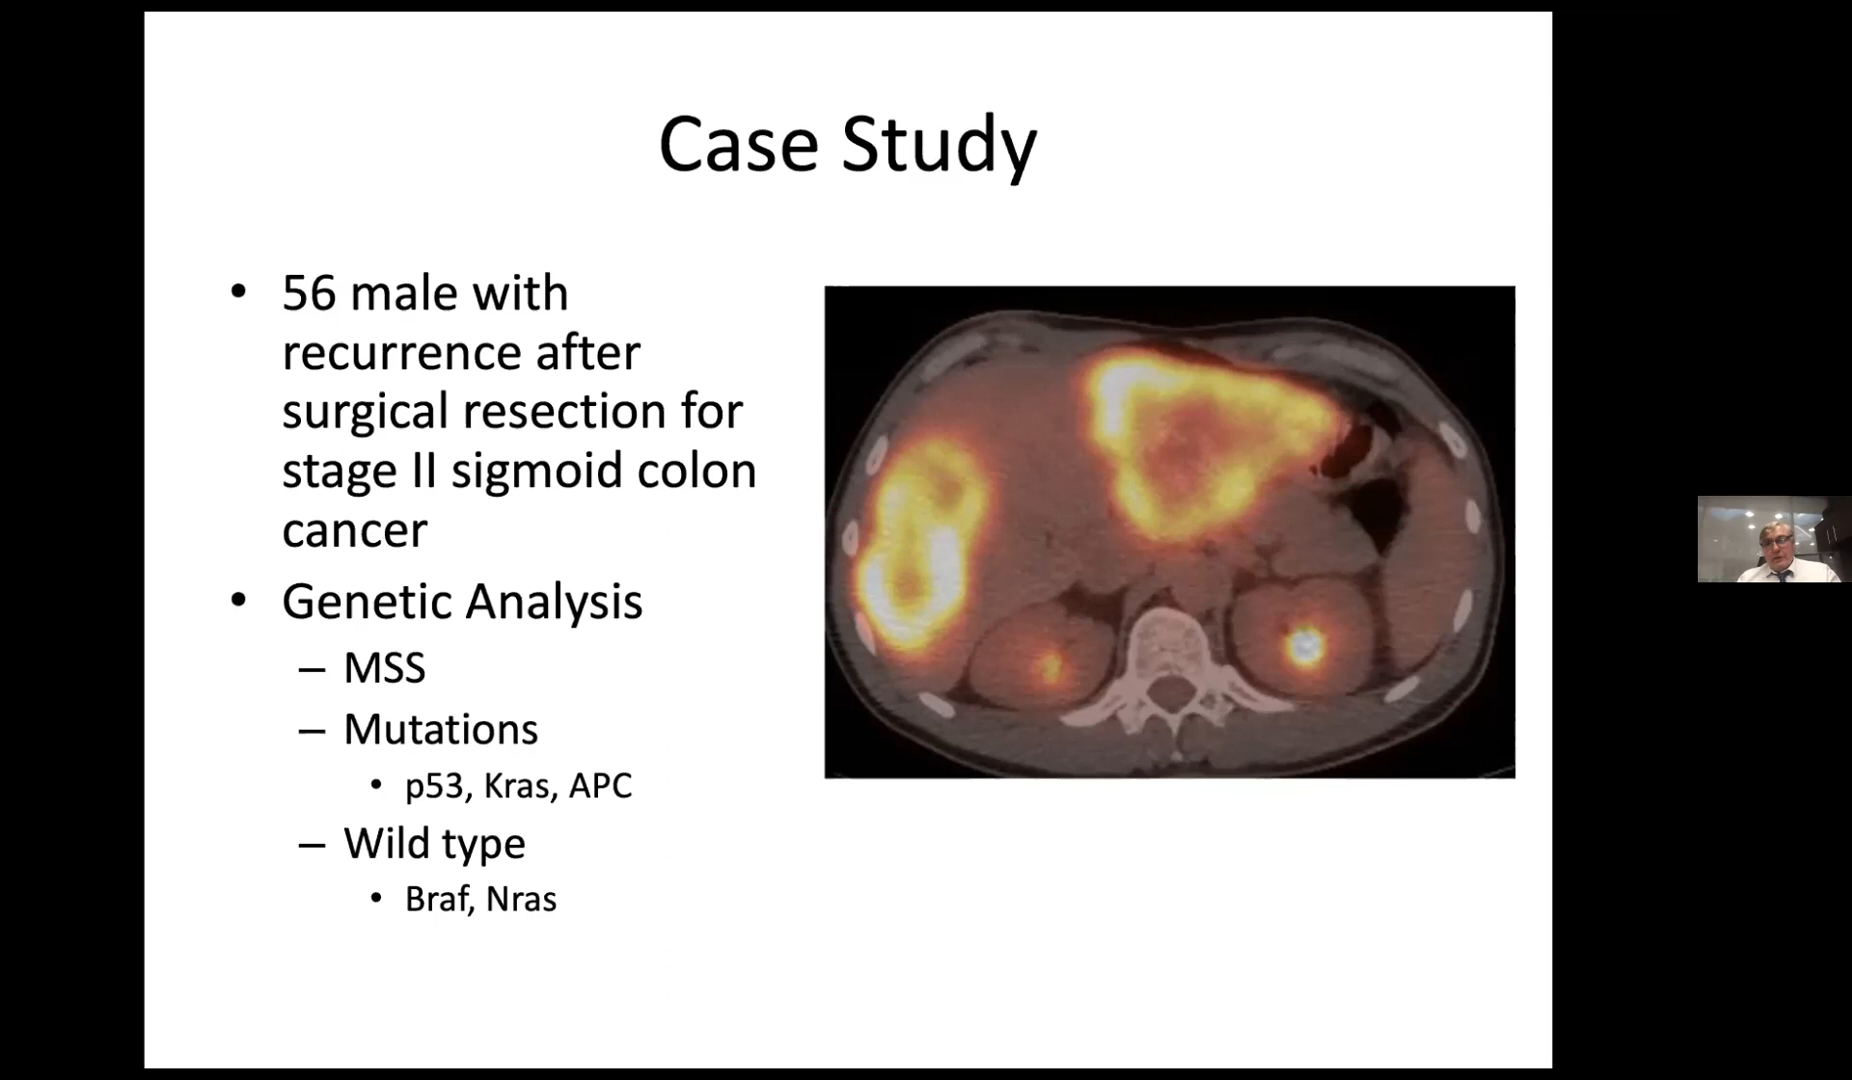 Case Study
• 56 male with
recurrence after
surgical resection for
stage II sigmoid colon
cancer
• Genetic Analysis
– MSS
– Mutations
• p53, Kras, APC
– Wild type
• Braf, Nras